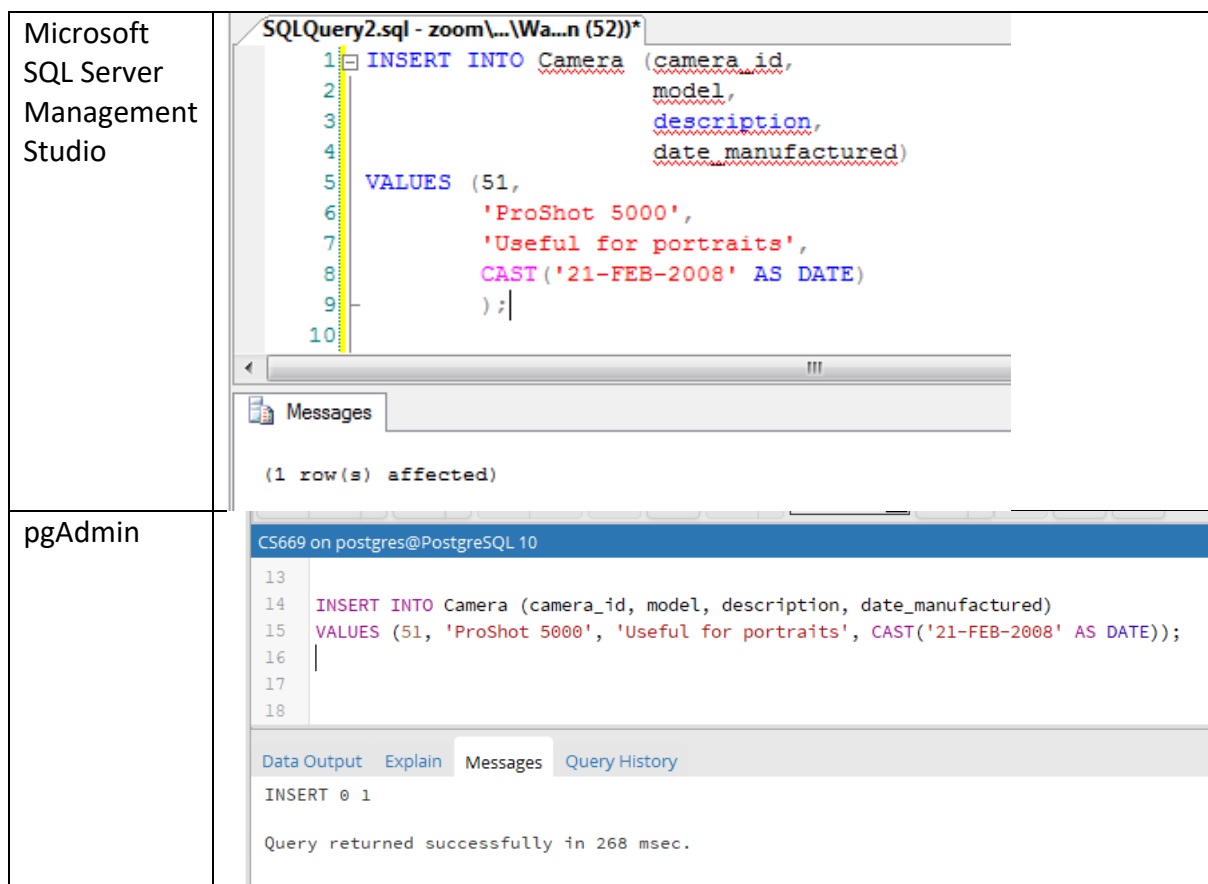 Microsoft
SQL Server
Management
Studio
SQLQuery2.sql - zoom\...\Wa...n (52))*
1 INSERT INTO Camera (camera_id,
2 model,
3 description,
4 date_manufactured)
5 VALUES (51,
6 'ProShot 5000',
7 'Useful for portraits',
8 CAST('21-FEB-2008' AS DATE)
9 );
10
Messages
(1 row(s) affected)
pgAdmin
CS669 on postgres@PostgreSQL 10
13
14 INSERT INTO Camera (camera_id, model, description, date_manufactured)
15 VALUES (51, 'ProShot 5000', 'Useful for portraits', CAST('21-FEB-2008' AS DATE));
16
17
18
Data Output Explain Messages Query History
INSERT 0 1
Query returned successfully in 268 msec.